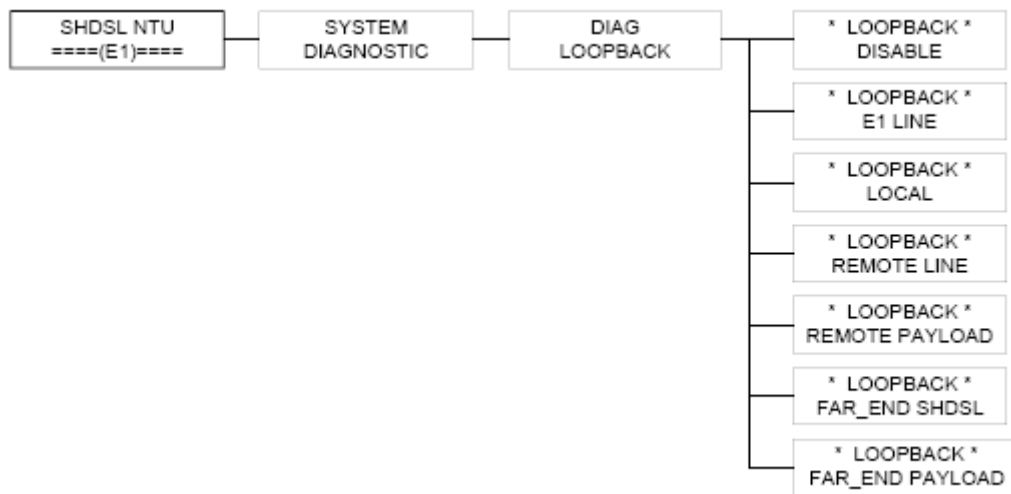 SHDSL NTU
====(E1)====
SYSTEM
DIAGNOSTIC
DIAG
LOOPBACK
* LOOPBACK *
DISABLE
* LOOPBACK *
E1 LINE
* LOOPBACK *
LOCAL
* LOOPBACK *
REMOTE LINE
* LOOPBACK *
REMOTE PAYLOAD
* LOOPBACK *
FAR_END SHDSL
* LOOPBACK *
FAR_END PAYLOAD